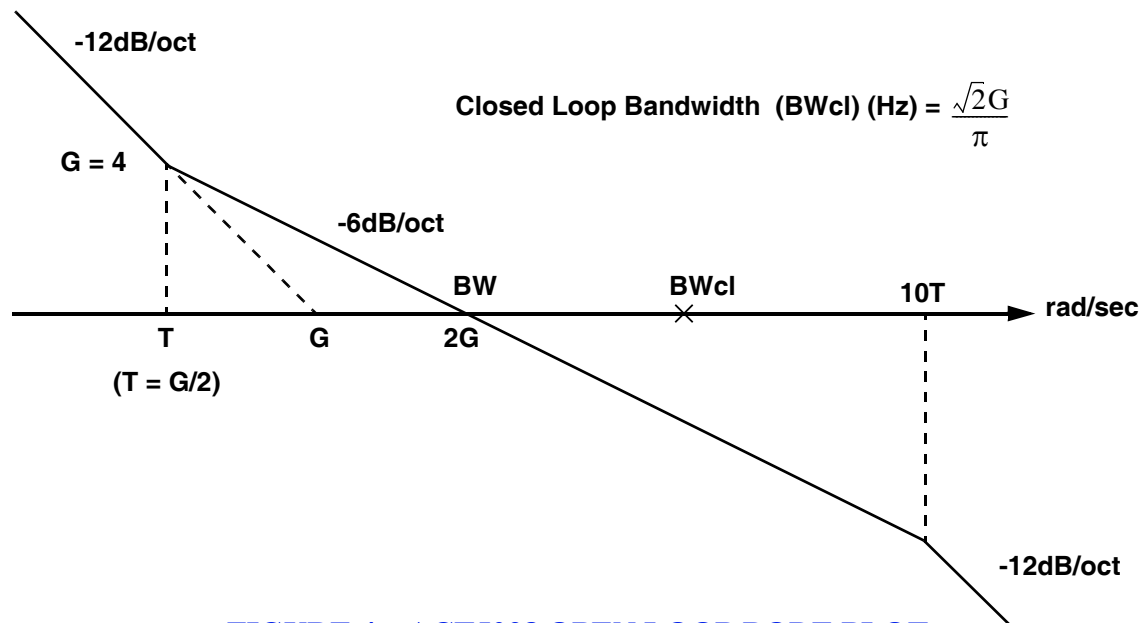 -12dB/oct
Closed Loop Bandwidth (BWcl) (Hz) = √2G / π
G = 4
-6dB/oct
BW
BWcl
10T
rad/sec
T
G
2G
(T = G/2)
-12dB/oct